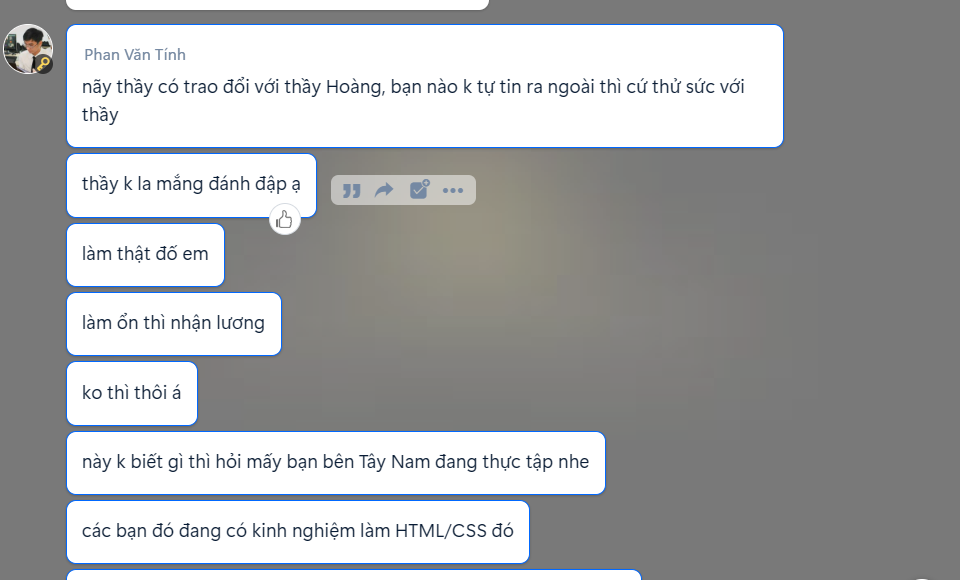 Phan Văn Tính
nãy thầy có trao đổi với thầy Hoàng, bạn nào k tự tin ra ngoài thì cứ thử sức với
thầy
thầy k la mắng đánh đập ạ
làm thật đố em
làm ổn thì nhận lương
ko thì thôi á
này k biết gì thì hỏi mấy bạn bên Tây Nam đang thực tập nhe
các bạn đó đang có kinh nghiệm làm HTML/CSS đó